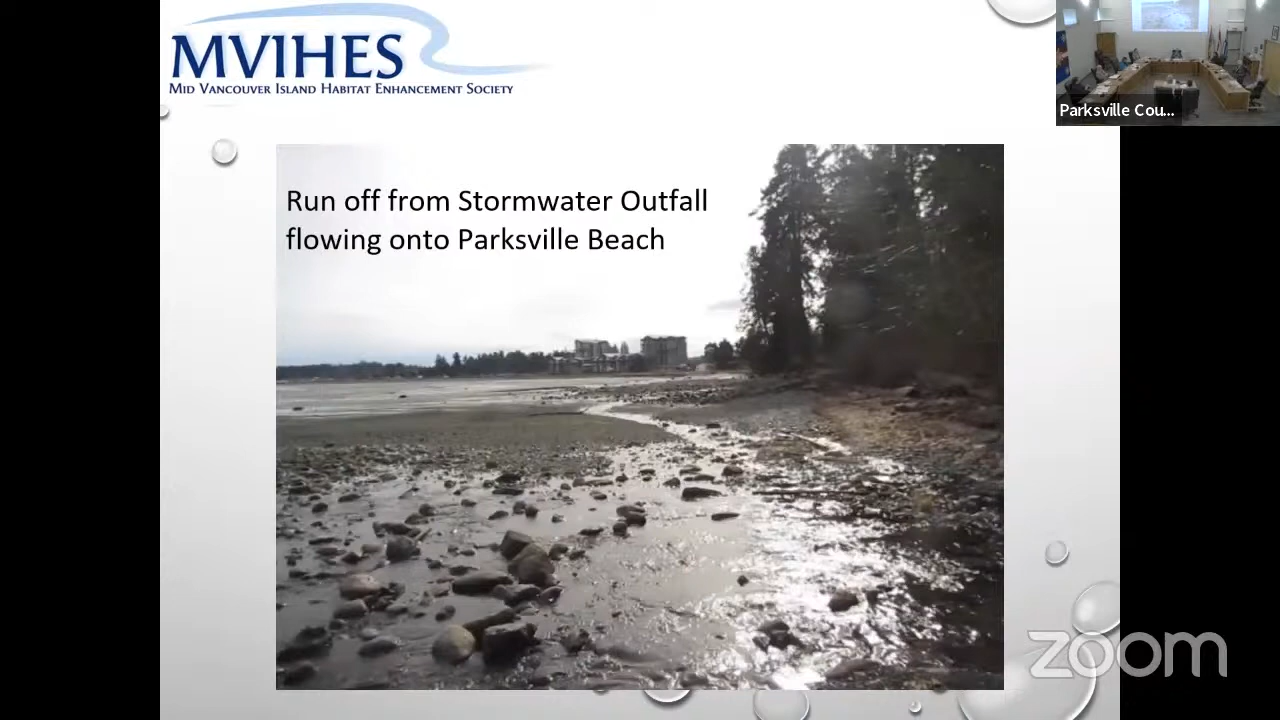 MVIHES
Mid Vancouver Island Habitat Enhancement Society
Parksville Cou...
Run off from Stormwater Outfall
flowing onto Parksville Beach
zoom